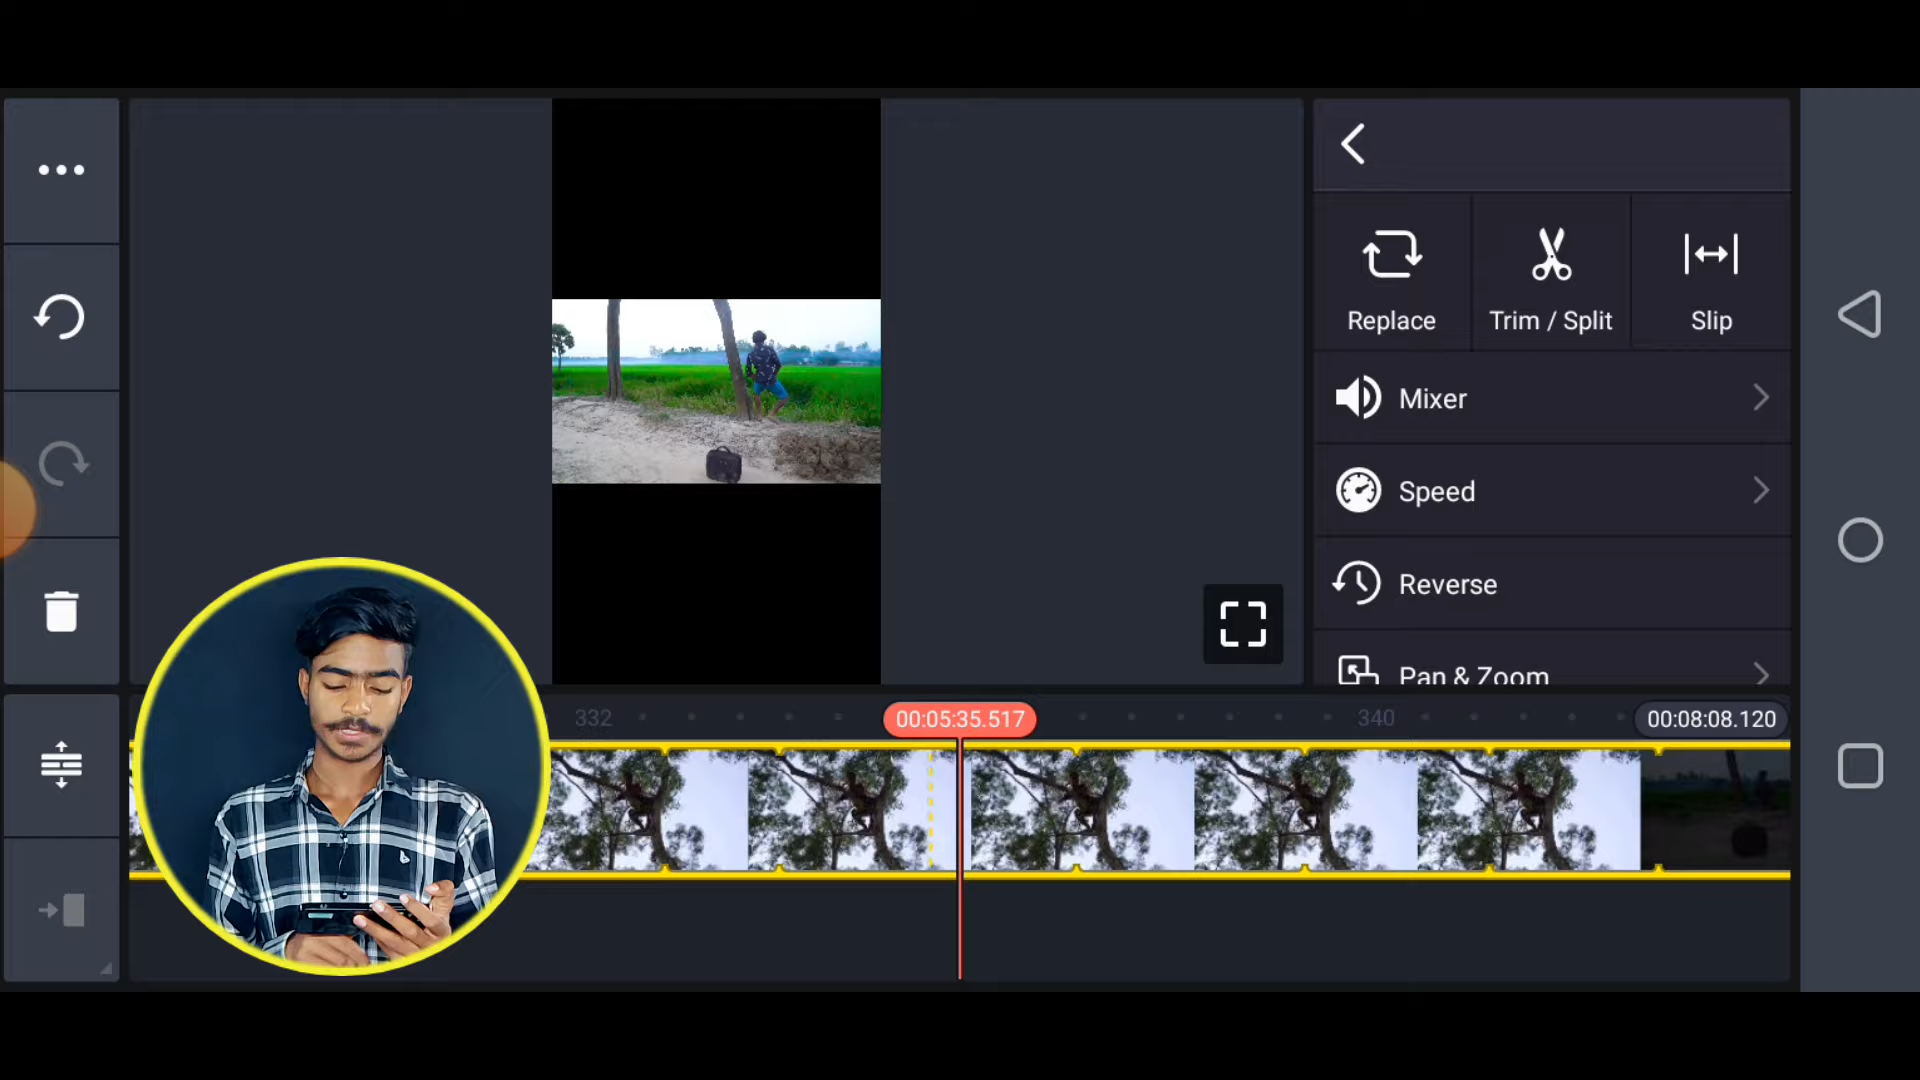 Replace
Trim / Split
Slip
Mixer
Speed
Reverse
Pan & Zoom
332
00:05:35.517
340
00:08:08.120